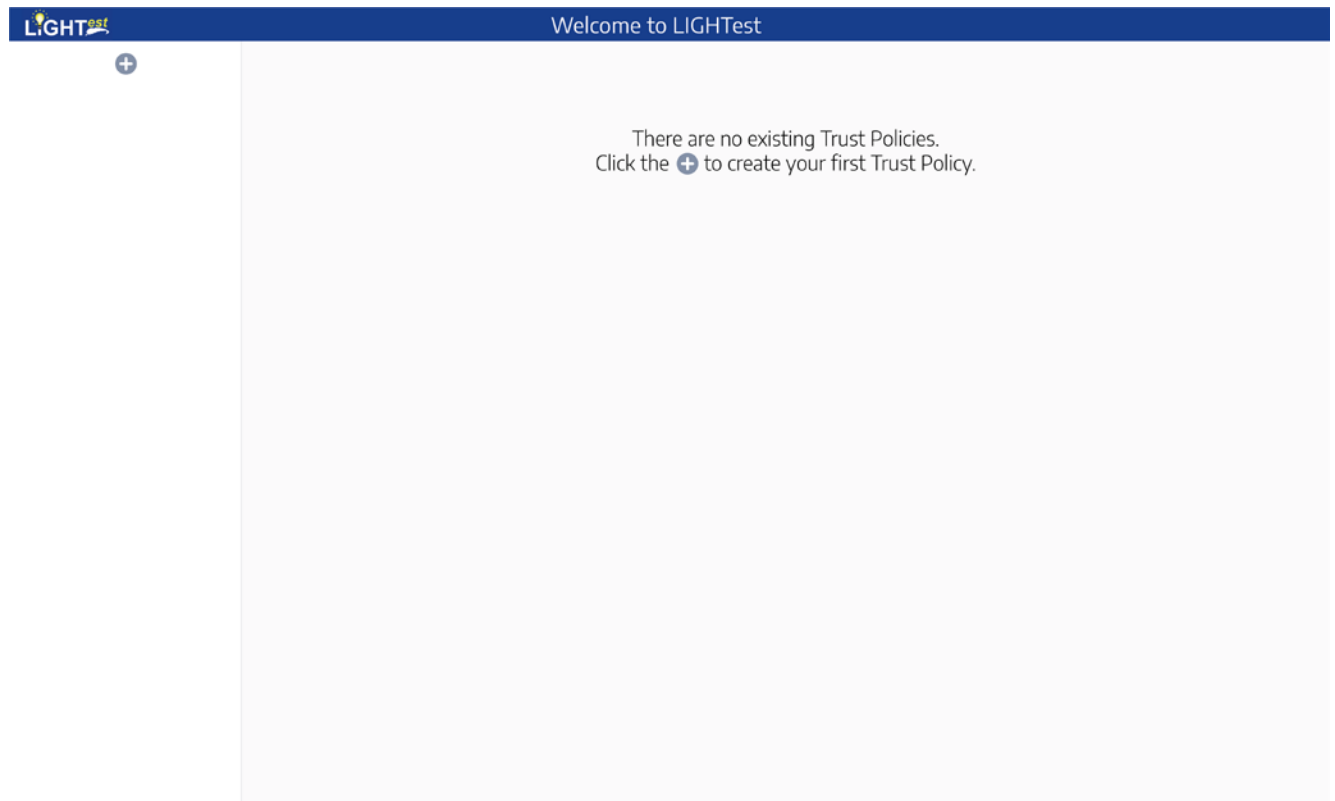 LIGHTest
Welcome to LIGHTest
There are no existing Trust Policies.
Click the to create your first Trust Policy.